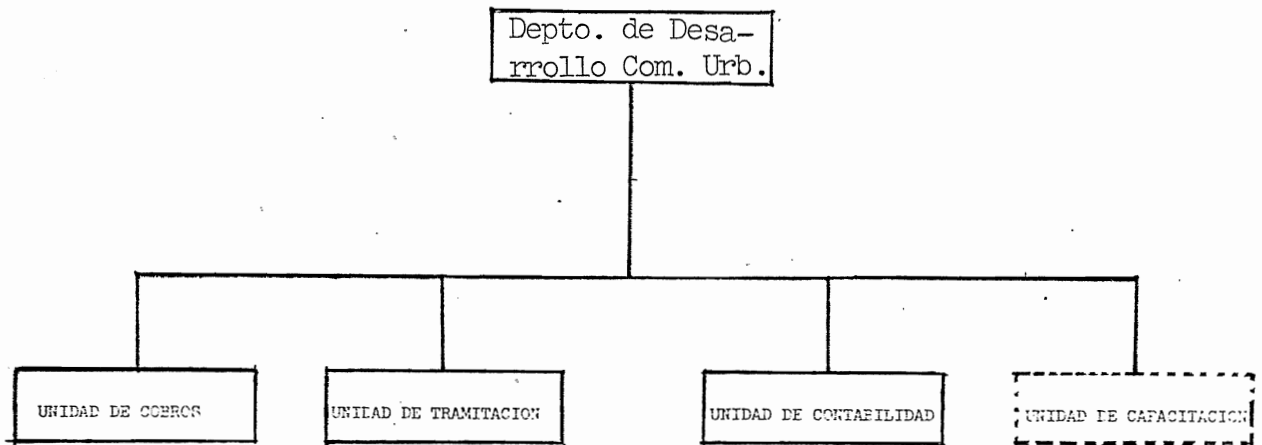 Depto. de Desa-
rrollo Com. Urb.
UNIDAD DE COBROS
UNIDAD DE TRAMITACION
UNIDAD DE CONTABILIDAD
UNIDAD DE CAPACITACION